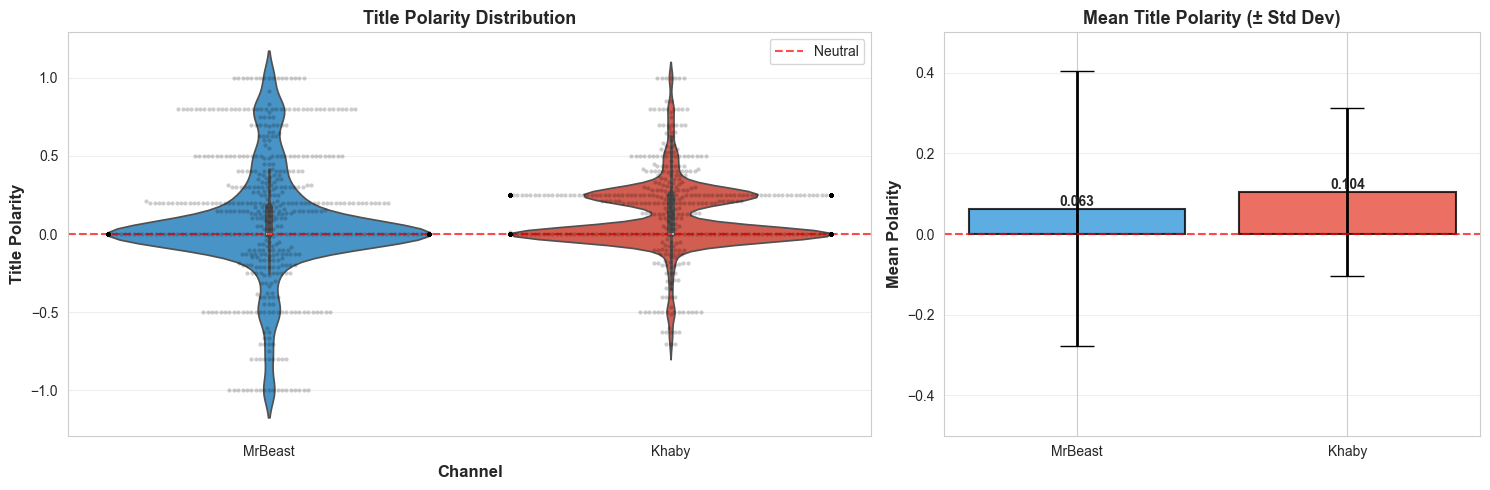 Title Polarity Distribution
Title Polarity
1.0
0.5
0.0
−0.5
−1.0
Neutral
MrBeast
Khaby
Channel
Mean Title Polarity (± Std Dev)
Mean Polarity
0.4
0.2
0.0
−0.2
−0.4
0.063
0.104
MrBeast
Khaby